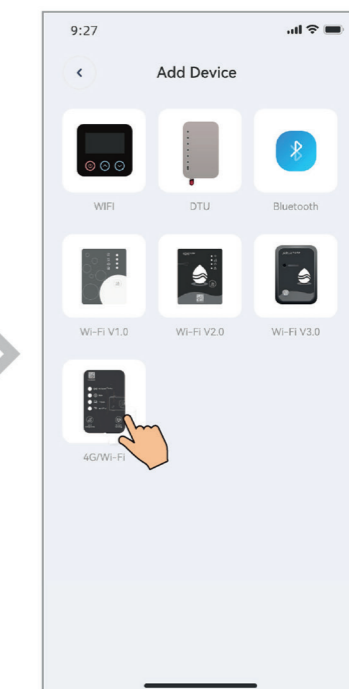 9:27
Add Device
WIFI
DTU
Bluetooth
Wi-Fi V1.0
Wi-Fi V2.0
Wi-Fi V3.0
4G/Wi-Fi